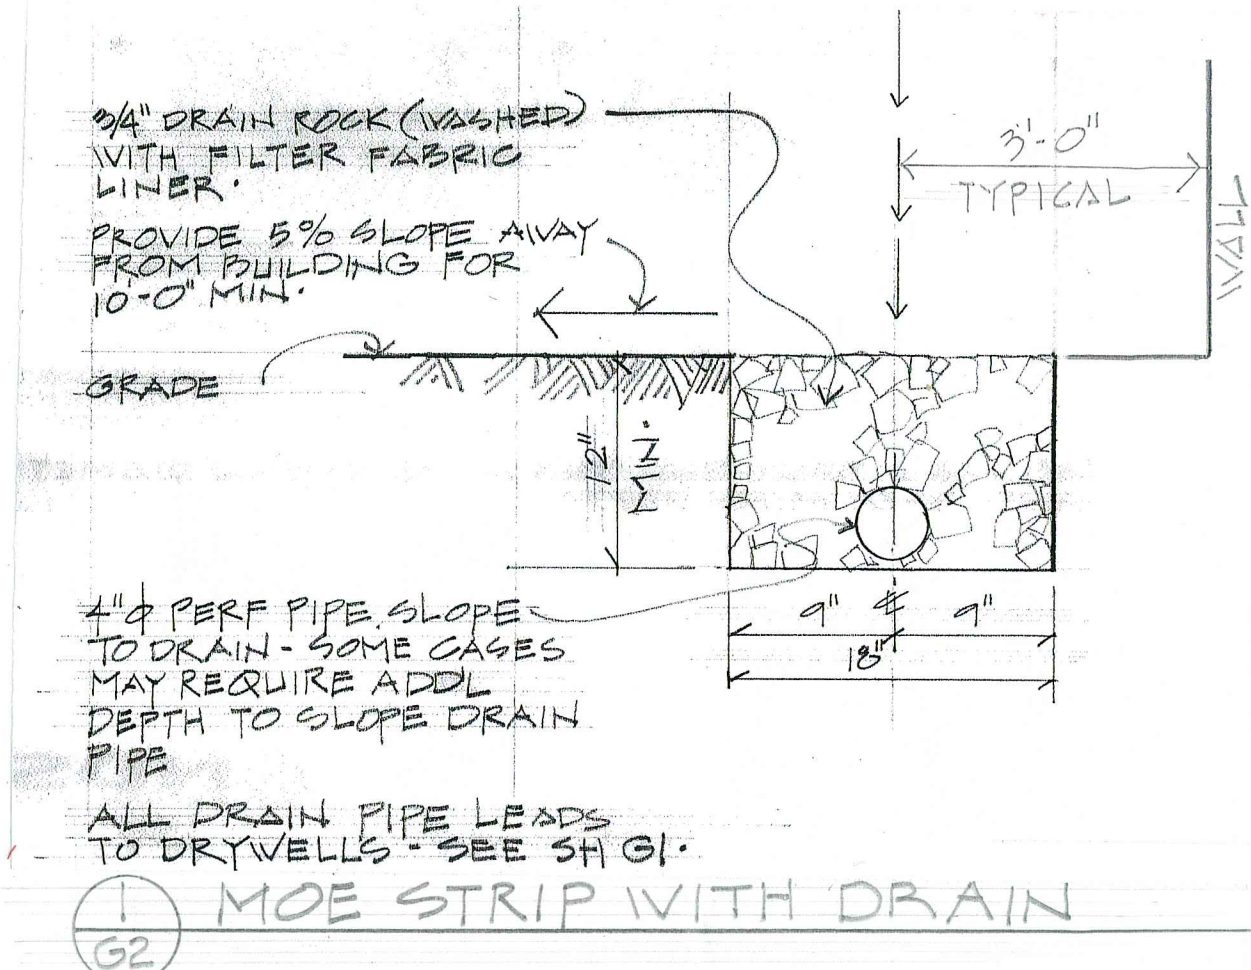 3/4" DRAIN ROCK (WASHED)
WITH FILTER FABRIC
LINER.
3'-0"
TYPICAL
WALL
PROVIDE 5% SLOPE AWAY
FROM BUILDING FOR
10'-0" MIN.
GRADE
12"
MIN.
4"φ PERF PIPE. SLOPE
TO DRAIN - SOME CASES
MAY REQUIRE ADD'L
DEPTH TO SLOPE DRAIN
PIPE
9" ℄ 9"
18"
ALL DRAIN PIPE LEADS
TO DRYWELLS - SEE SH G1.
1
G2
MOE STRIP WITH DRAIN